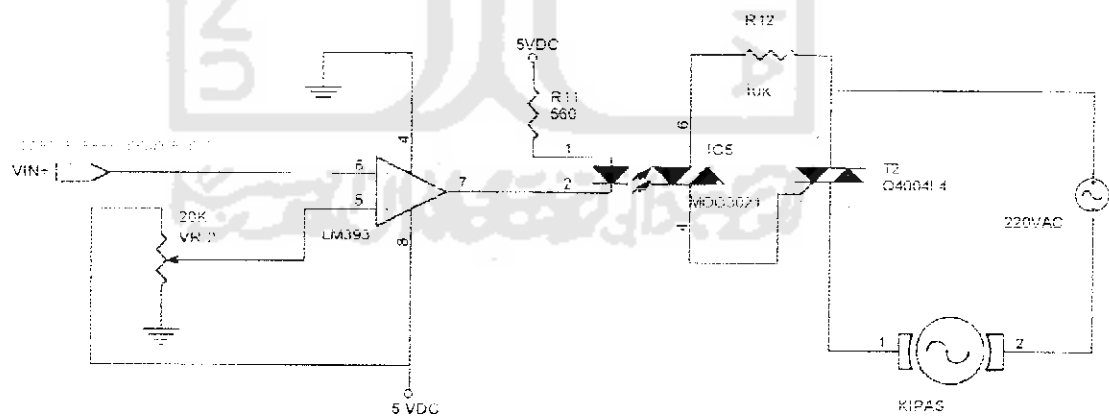 R12
5VDC
R11
560
1
6
4
IC5
VIN+
6
7
2
T2
Q4004L4
5
20K
LM393
MOC3021
8
220VAC
1
2
5 VDC
KIPAS